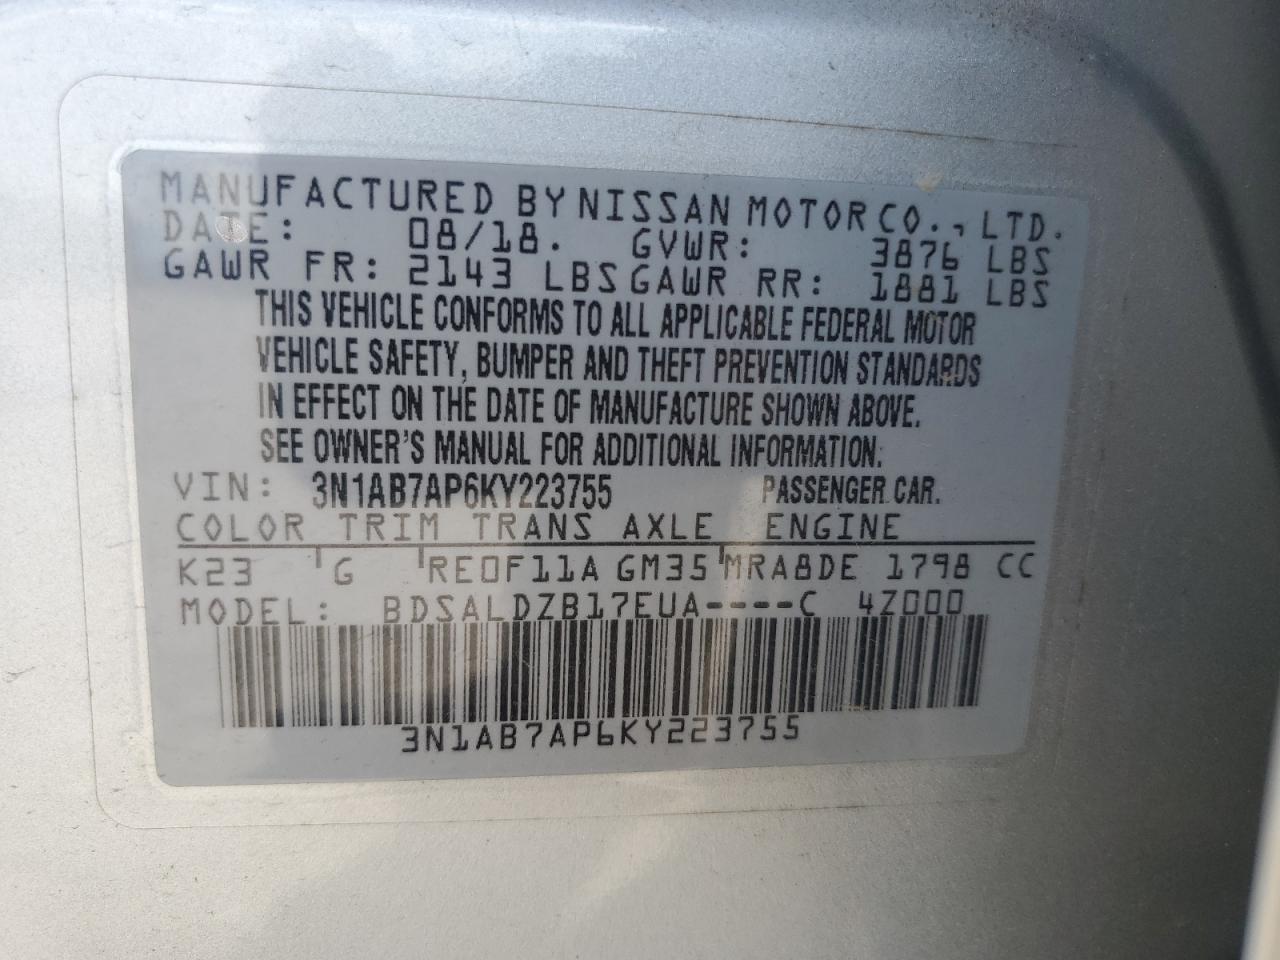 MANUFACTURED BY NISSAN MOTOR CO., LTD.
DATE: 08/18. GVWR: 3876 LBS
GAWR FR: 2143 LBS GAWR RR: 1881 LBS
THIS VEHICLE CONFORMS TO ALL APPLICABLE FEDERAL MOTOR
VEHICLE SAFETY, BUMPER AND THEFT PREVENTION STANDARDS
IN EFFECT ON THE DATE OF MANUFACTURE SHOWN ABOVE.
SEE OWNER'S MANUAL FOR ADDITIONAL INFORMATION.
VIN: 3N1AB7AP6KY223755 PASSENGER CAR.
COLOR TRIM TRANS AXLE ENGINE
K23 G RE0F11A GM35 MRA8DE 1798 CC
MODEL: BDSALDZB17EUA----C 4Z000
3N1AB7AP6KY223755